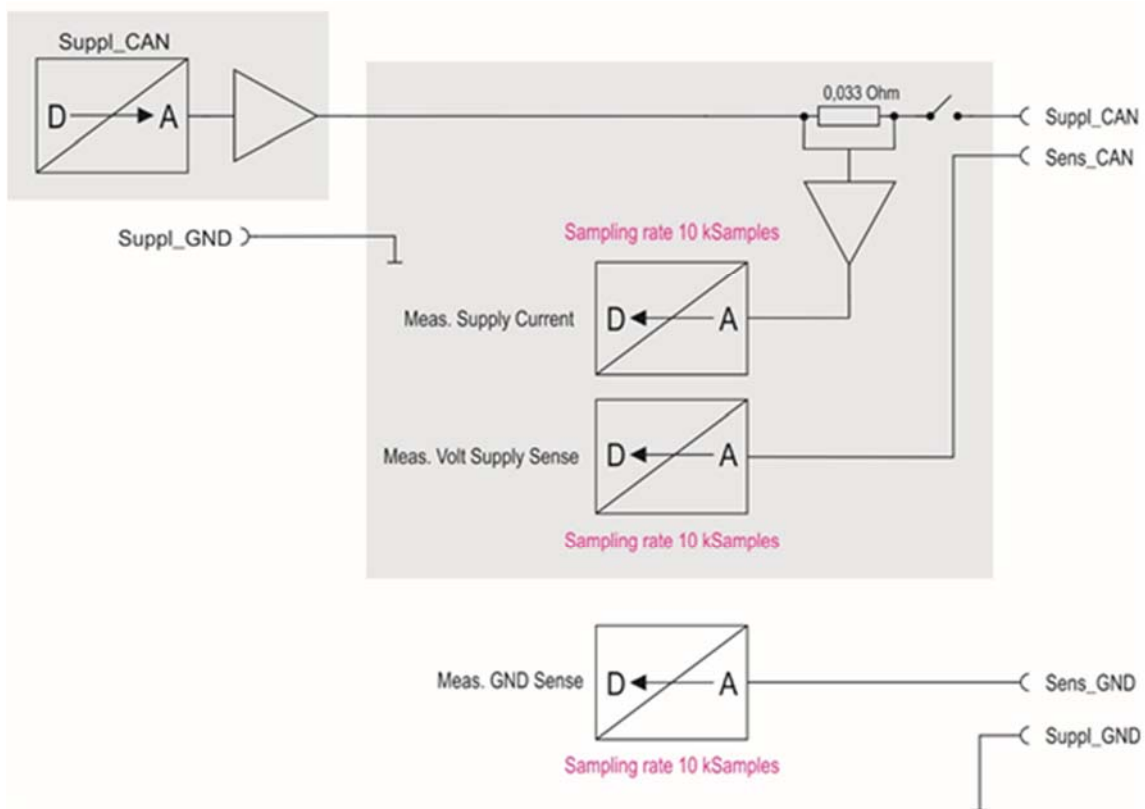 Suppl_CAN
D A
0,033 Ohm
Suppl_CAN
Sens_CAN
Suppl_GND
Sampling rate 10 kSamples
Meas. Supply Current
D A
Meas. Volt Supply Sense
D A
Sampling rate 10 kSamples
Meas. GND Sense
D A
Sens_GND
Suppl_GND
Sampling rate 10 kSamples